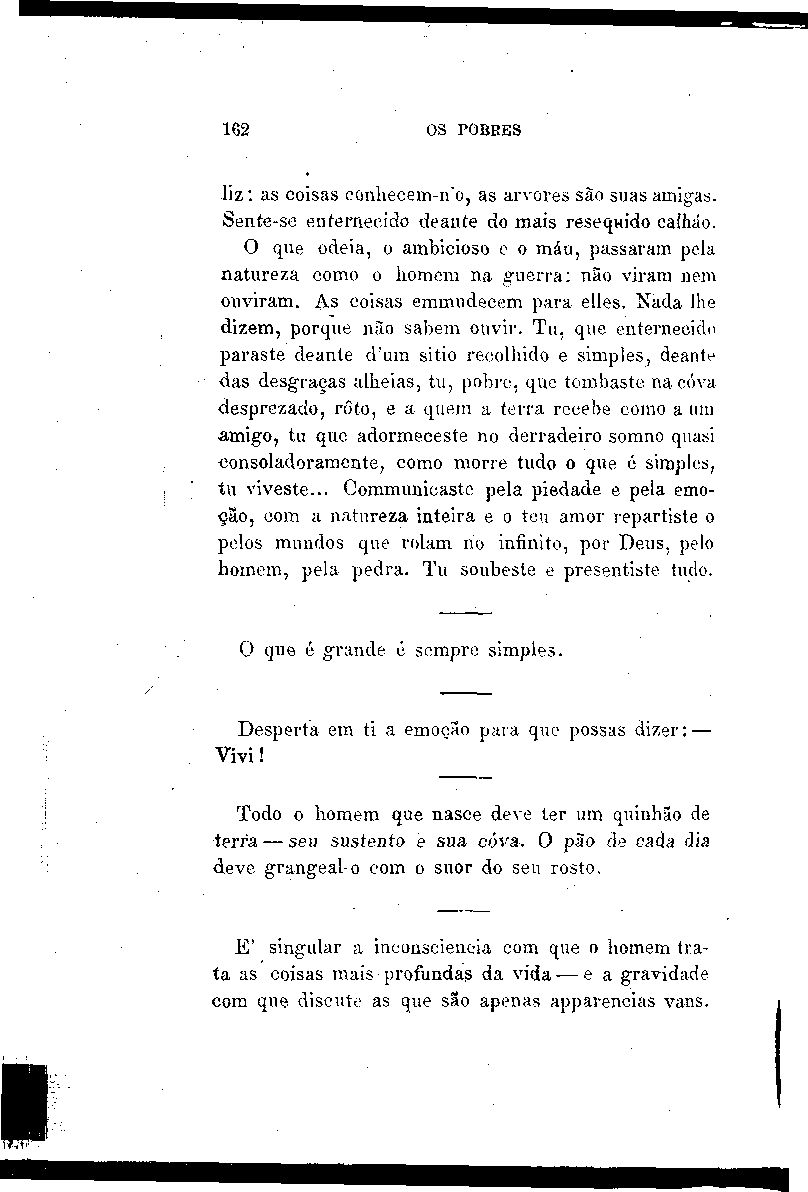 162 OS POBRES
liz: as coisas conhecem-n'o, as arvores são suas amigas.
Sente-se enternecido deante do mais resequido calháo.
O que odeia, o ambicioso e o máu, passaram pela
natureza como o homem na guerra: não viram nem
ouviram. As coisas emmudecem para elles. Nada lhe
dizem, porque não sabem ouvir. Tu, que enternecido
paraste deante d'um sitio recolhido e simples, deante
das desgraças alheias, tu, pobre, que tombaste na cóva
desprezado, rôto, e a quem a terra recebe como a um
amigo, tu que adormeceste no derradeiro somno quasi
consoladoramente, como morre tudo o que é simples,
tu viveste... Communicaste pela piedade e pela emo-
ção, com a natureza inteira e o teu amor repartiste o
pelos mundos que rolam no infinito, por Deus, pelo
homem, pela pedra. Tu soubeste e presentiste tudo.
O que é grande é sempre simples.
Desperta em ti a emoção para que possas dizer: —
Vivi!
Todo o homem que nasce deve ter um quinhão de
terra — seu sustento e sua cóva. O pão de cada dia
deve grangeal-o com o suor do seu rosto.
E' singular a inconsciencia com que o homem tra-
ta as coisas mais profundas da vida — e a gravidade
com que discute as que são apenas apparencias vans.